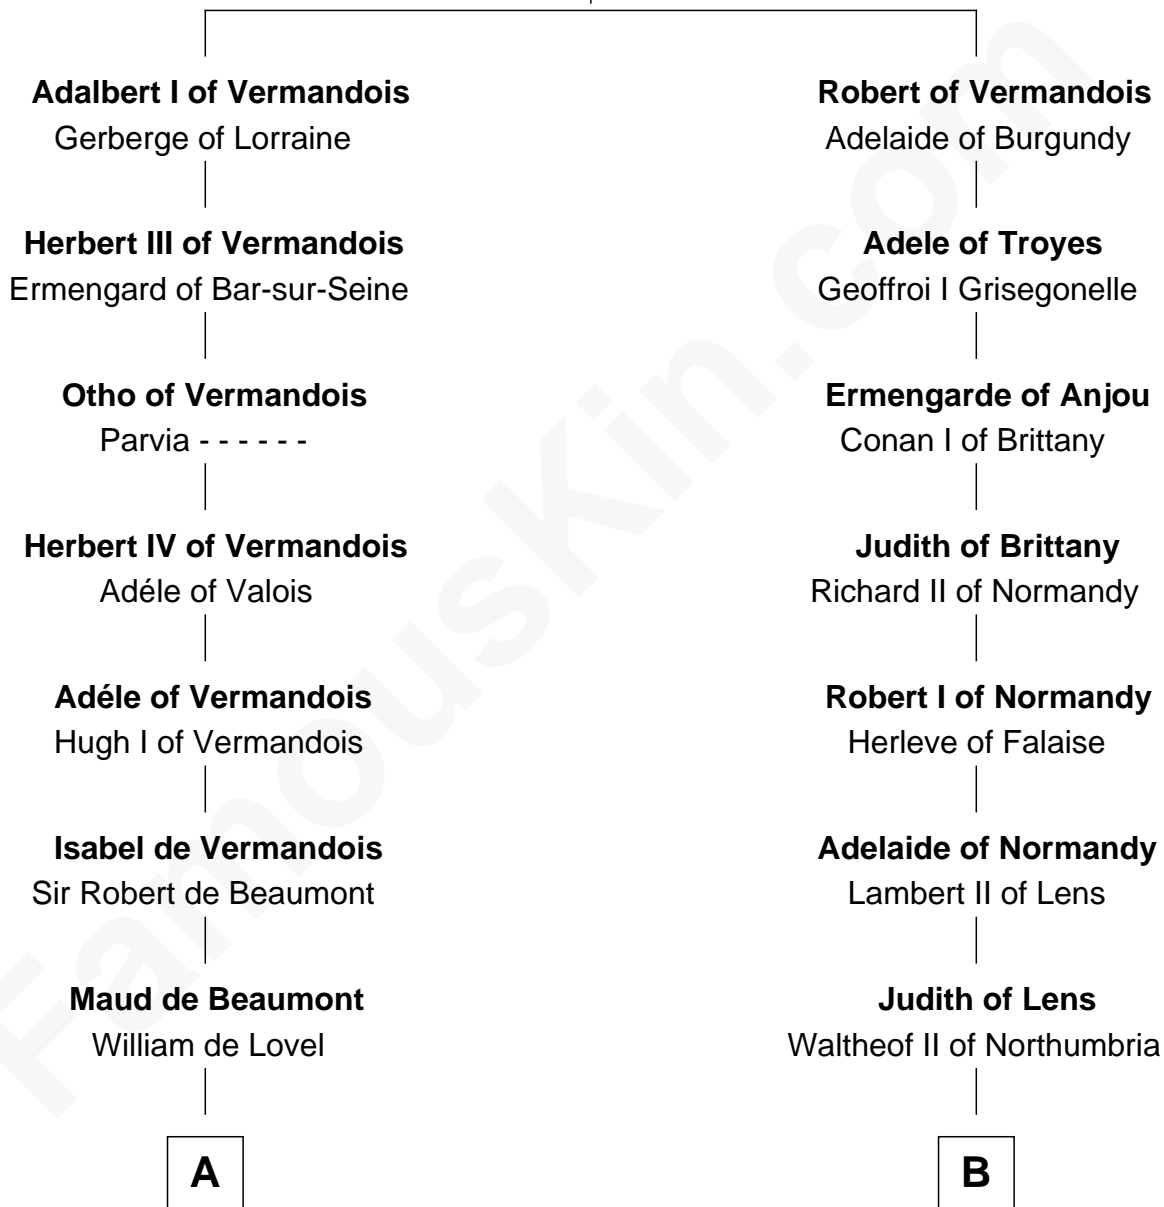 Adalbert I of Vermandois
Gerberge of Lorraine
Herbert III of Vermandois
Ermengard of Bar-sur-Seine
Otho of Vermandois
Parvia - - - - - -
Herbert IV of Vermandois
Adéle of Valois
Adéle of Vermandois
Hugh I of Vermandois
Isabel de Vermandois
Sir Robert de Beaumont
Maud de Beaumont
William de Lovel
A
Robert of Vermandois
Adelaide of Burgundy
Adele of Troyes
Geoffroi I Grisegonelle
Ermengarde of Anjou
Conan I of Brittany
Judith of Brittany
Richard II of Normandy
Robert I of Normandy
Herleve of Falaise
Adelaide of Normandy
Lambert II of Lens
Judith of Lens
Waltheof II of Northumbria
B
FamousKin.com